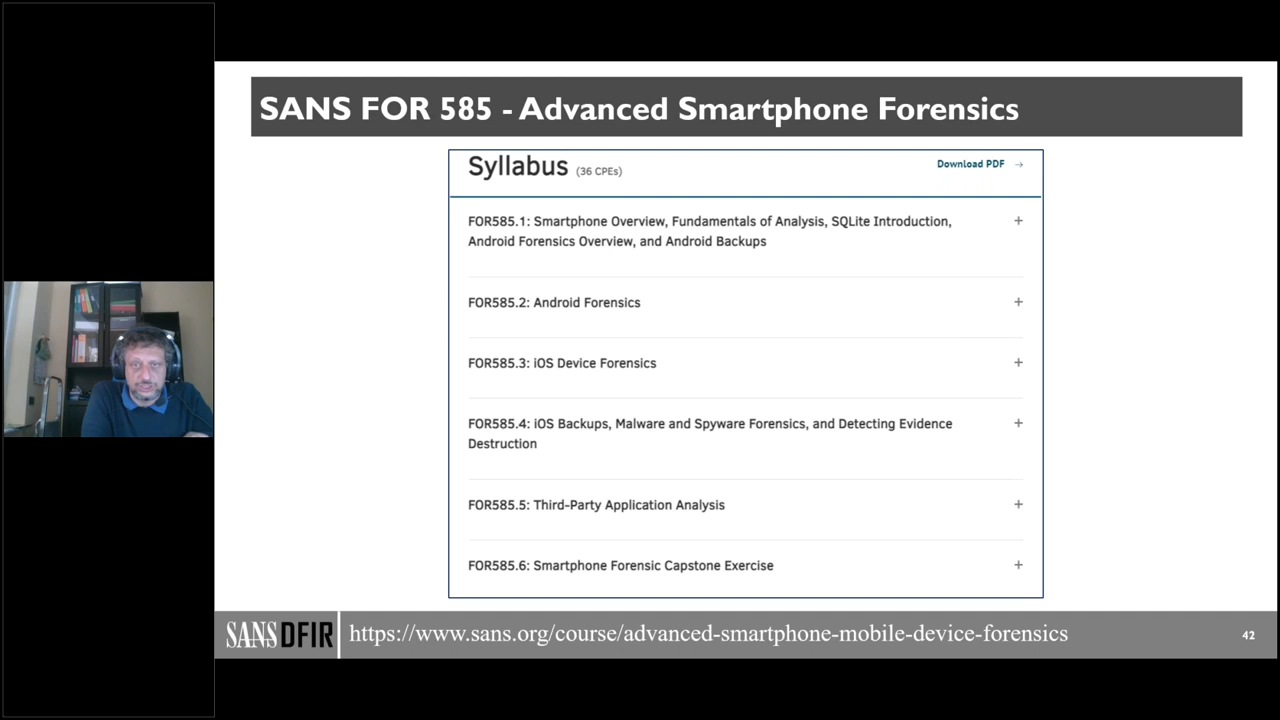 SANS FOR 585 - Advanced Smartphone Forensics
Syllabus (36 CPEs)
Download PDF →
FOR585.1: Smartphone Overview, Fundamentals of Analysis, SQLite Introduction,
Android Forensics Overview, and Android Backups
+
FOR585.2: Android Forensics
+
FOR585.3: iOS Device Forensics
+
FOR585.4: iOS Backups, Malware and Spyware Forensics, and Detecting Evidence
Destruction
+
FOR585.5: Third-Party Application Analysis
+
FOR585.6: Smartphone Forensic Capstone Exercise
+
SANS DFIR
https://www.sans.org/course/advanced-smartphone-mobile-device-forensics
42